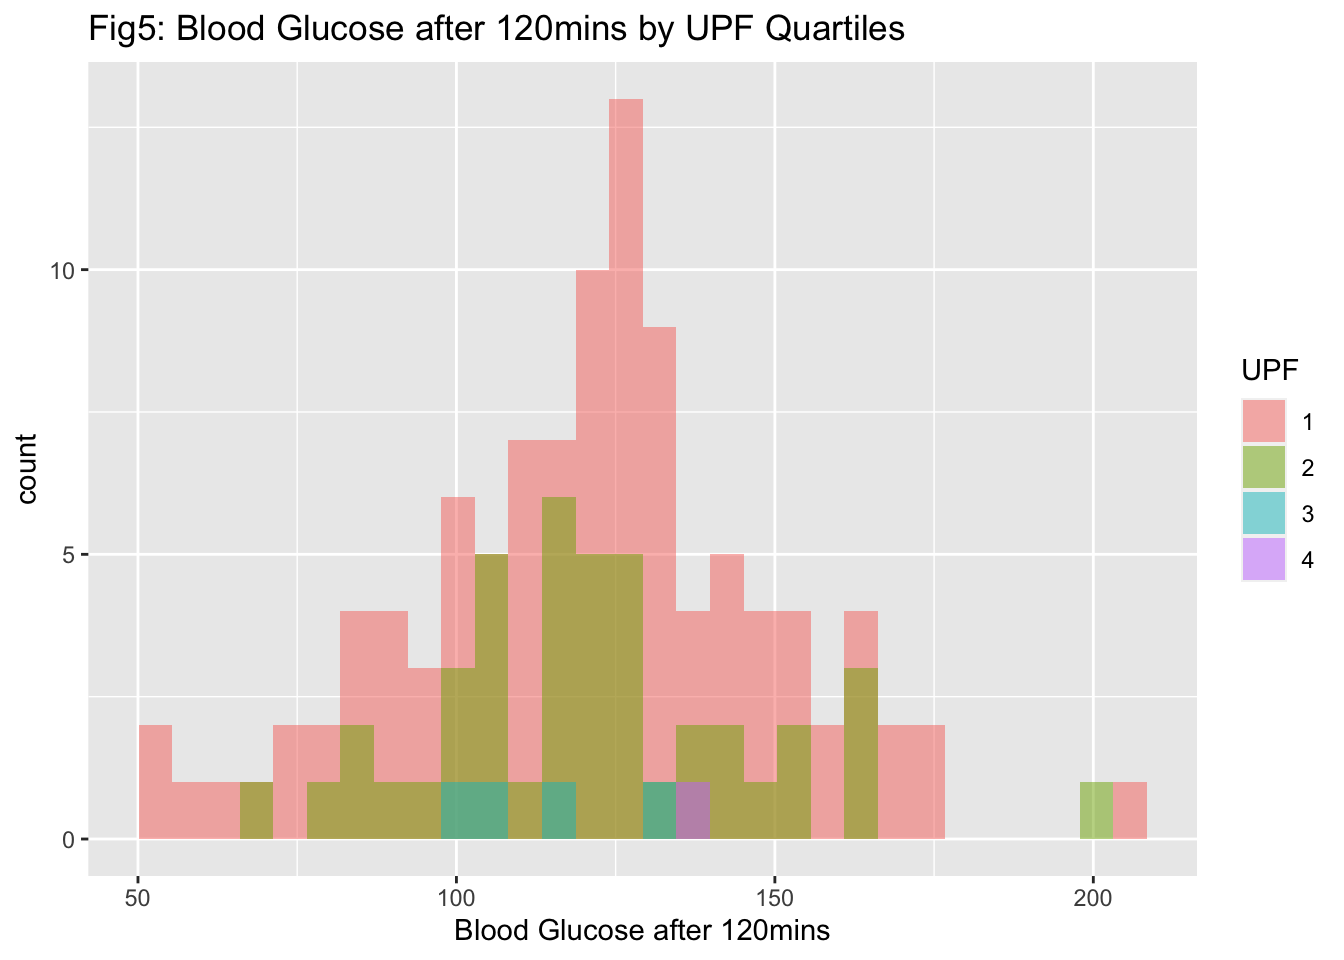 Fig5: Blood Glucose after 120mins by UPF Quartiles
10
5
0
count
50
100
150
200
Blood Glucose after 120mins
UPF
1
2
3
4